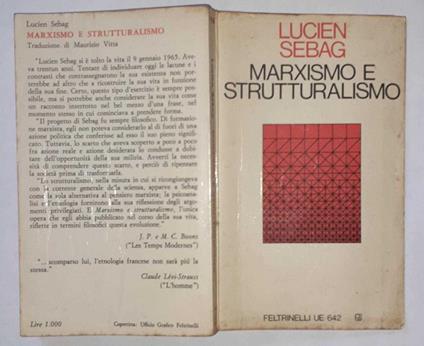 Lucien Sebag
MARXISMO E STRUTTURALISMO
Traduzione di Maurizio Vitta
"Lucien Sebag si è tolto la vita il 9 gennaio 1965. Ave-
va trentun anni. Tentare di individuare oggi le lacune e i
contrasti che contrassegnarono la sua esistenza non por-
terebbe ad altro che a ricostruire la sua vita in funzione
della sua fine. Certo, questo tipo di esercizio è sempre pos-
sibile, ma si potrebbe anche considerare la sua vita come
un racconto interrotto nel bel mezzo d'una frase, nel
momento stesso in cui cominciava a prendere forma.
"Il progetto di Sebag fu sempre filosofico. Di formazio-
ne marxista, egli non poteva considerarlo al di fuori di una
azione politica che conferisse ad esso il suo pieno signifi-
cato. Tuttavia, lo scarto che aveva scoperto a poco a poco
fra azione reale e azione desiderata lo condusse a dubi-
tare dell'opportunità della sua milizia. Avvertì la neces-
sità di comprendere questo scarto, e perciò di ripensare
la società prima di trasformarla.
"Lo strutturalismo, nella misura in cui si ricongiungeva
con la corrente generale della scienza, apparve a Sebag
come la sola alternativa al pensiero marxista; la psicoana-
lisi e l'etnologia fornirono alla sua riflessione degli argo-
menti privilegiati. E Marxismo e strutturalismo, l'unica
opera che egli abbia pubblicato nel corso della sua vita,
riflette in termini filosofici questa evoluzione."
J. P. e M. C. Boons
("Les Temps Modernes")
"... scomparso lui, l'etnologia francese non sarà più la
stessa."
Claude Lévi-Strauss
("L'homme")
Lire 1.000
Copertina: Ufficio Grafico Feltrinelli
LUCIEN
SEBAG
MARXISMO E
STRUTTURALISMO
FELTRINELLI UE 642